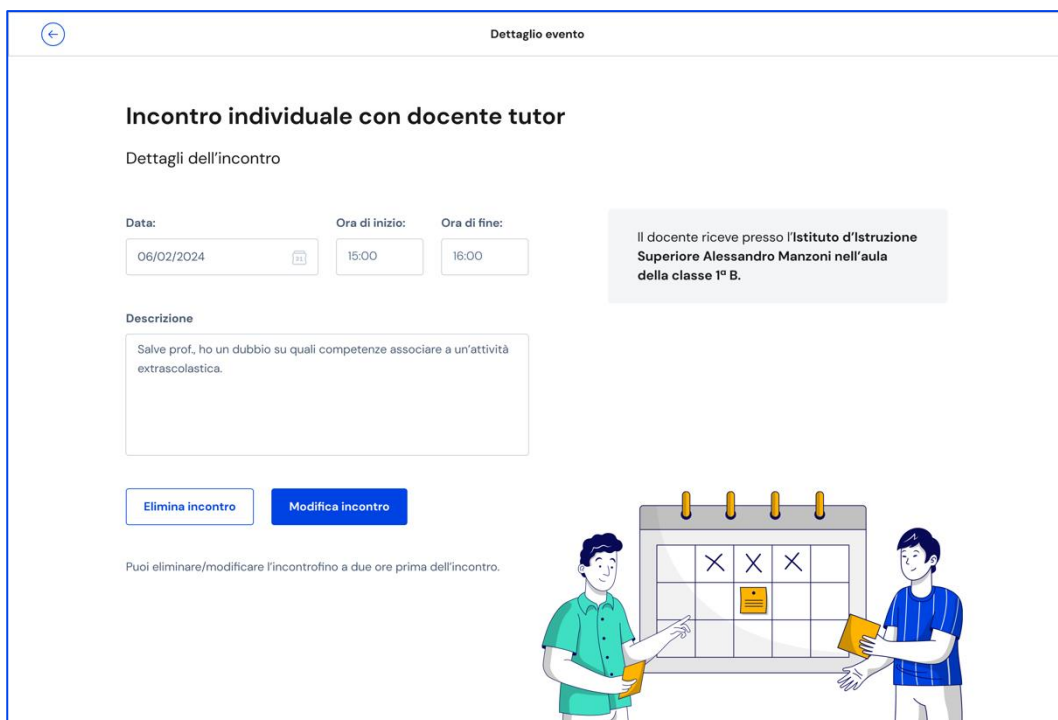 Dettaglio evento
Incontro individuale con docente tutor
Dettagli dell'incontro
Data:
Ora di inizio:
Ora di fine:
06/02/2024
31
15:00
16:00
Il docente riceve presso l'Istituto d'Istruzione
Superiore Alessandro Manzoni nell'aula
della classe 1ª B.
Descrizione
Salve prof., ho un dubbio su quali competenze associare a un'attività
extrascolastica.
Elimina incontro
Modifica incontro
Puoi eliminare/modificare l'incontrofino a due ore prima dell'incontro.